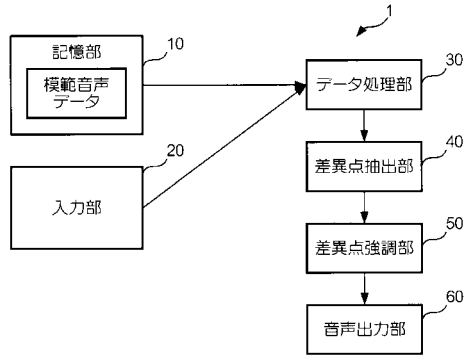 1
記憶部
10
模範音声
データ
データ処理部
30
入力部
20
差異点抽出部
40
差異点強調部
50
音声出力部
60